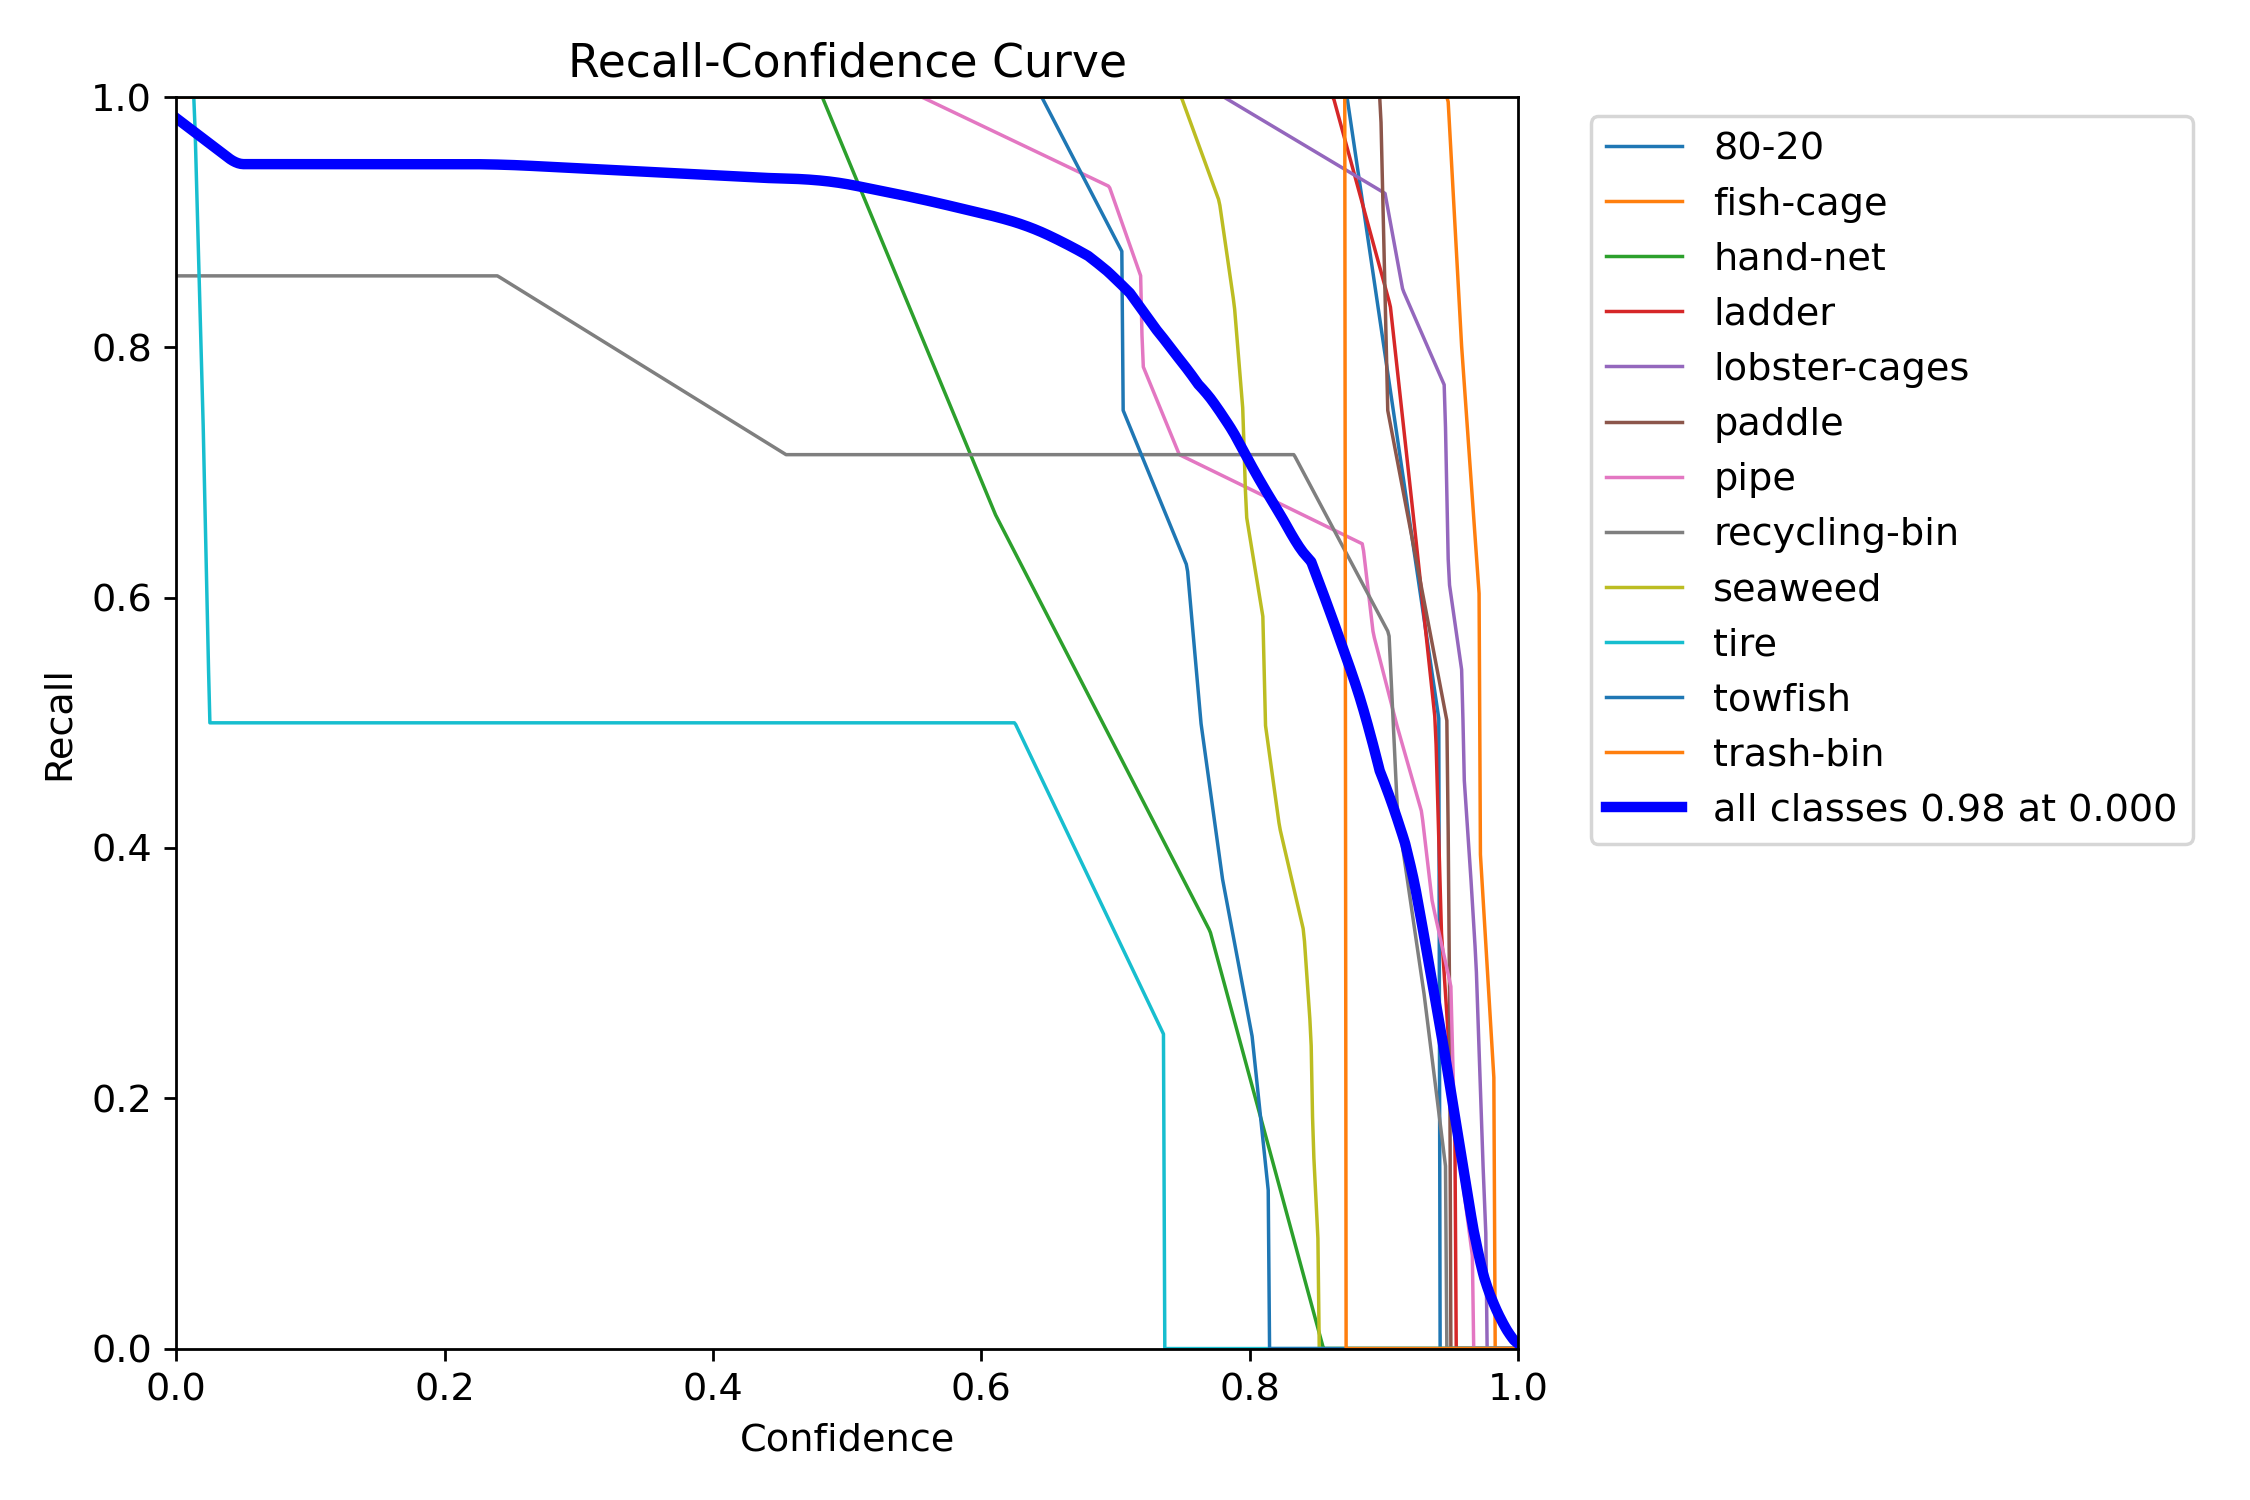 Recall-Confidence Curve
1.0
0.8
0.6
0.4
0.2
0.0
Recall
0.0 0.2 0.4 0.6 0.8 1.0
Confidence
80-20
fish-cage
hand-net
ladder
lobster-cages
paddle
pipe
recycling-bin
seaweed
tire
towfish
trash-bin
all classes 0.98 at 0.000